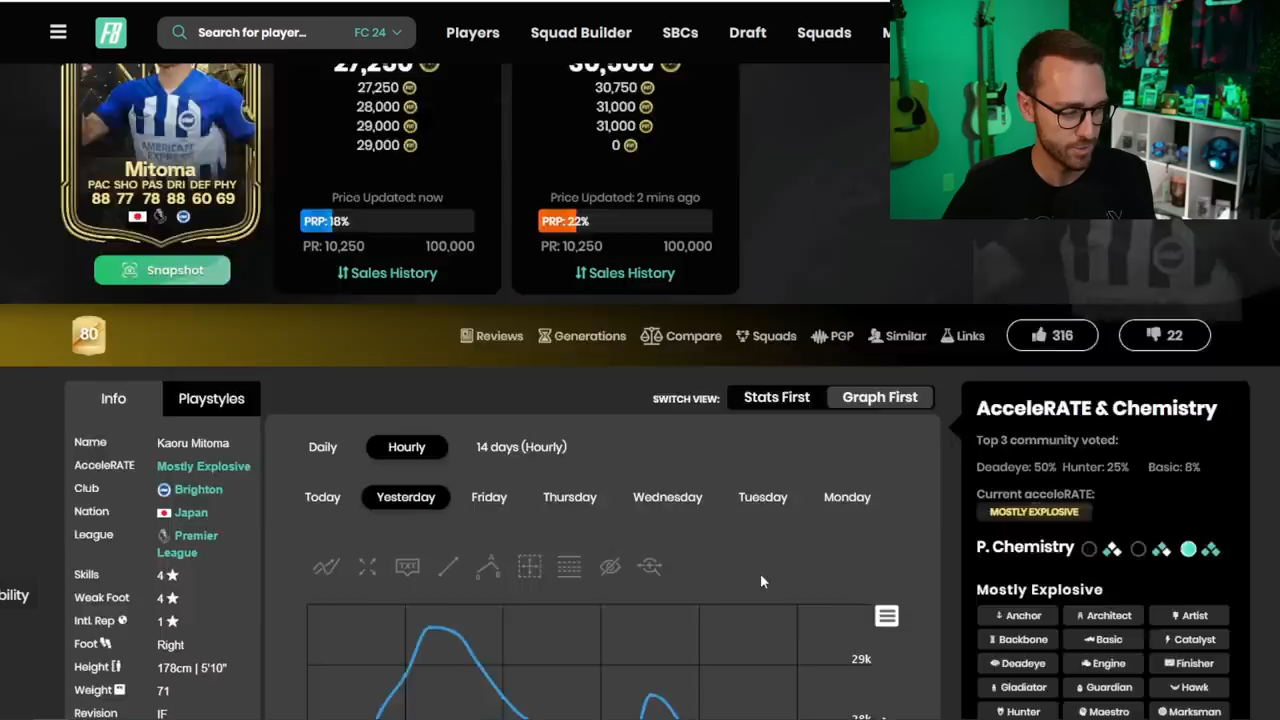 F8
Search for player...
FC 24
Players
Squad Builder
SBCs
Draft
Squads
M
27,250
27,250
28,000
29,000
29,000
Price Updated: now
PRP: 18%
PR: 10,250
100,000
Sales History
30,500
30,750
31,000
31,000
0
Price Updated: 2 mins ago
PRP: 22%
PR: 10,250
100,000
Sales History
AMERICAN
EXPRESS
Mitoma
PAC SHO PAS DRI DEF PHY
88 77 78 88 60 69
Snapshot
80
Reviews
Generations
Compare
Squads
PGP
Similar
Links
316
22
Info
Playstyles
SWITCH VIEW:
Stats First
Graph First
Name
Kaoru Mitoma
AcceleRATE
Mostly Explosive
Club
Brighton
Nation
Japan
League
Premier
League
Skills
4
Weak Foot
4
Intl. Rep
1
Foot
Right
Height
178cm | 5'10"
Weight
71
Revision
IF
bility
Daily
Hourly
14 days (Hourly)
Today
Yesterday
Friday
Thursday
Wednesday
Tuesday
Monday
TXT
29k
28k
AcceleRATE & Chemistry
Top 3 community voted:
Deadeye: 50% Hunter: 25% Basic: 8%
Current acceleRATE:
MOSTLY EXPLOSIVE
P. Chemistry
Mostly Explosive
Anchor
Architect
Artist
Backbone
Basic
Catalyst
Deadeye
Engine
Finisher
Gladiator
Guardian
Hawk
Hunter
Maestro
Marksman